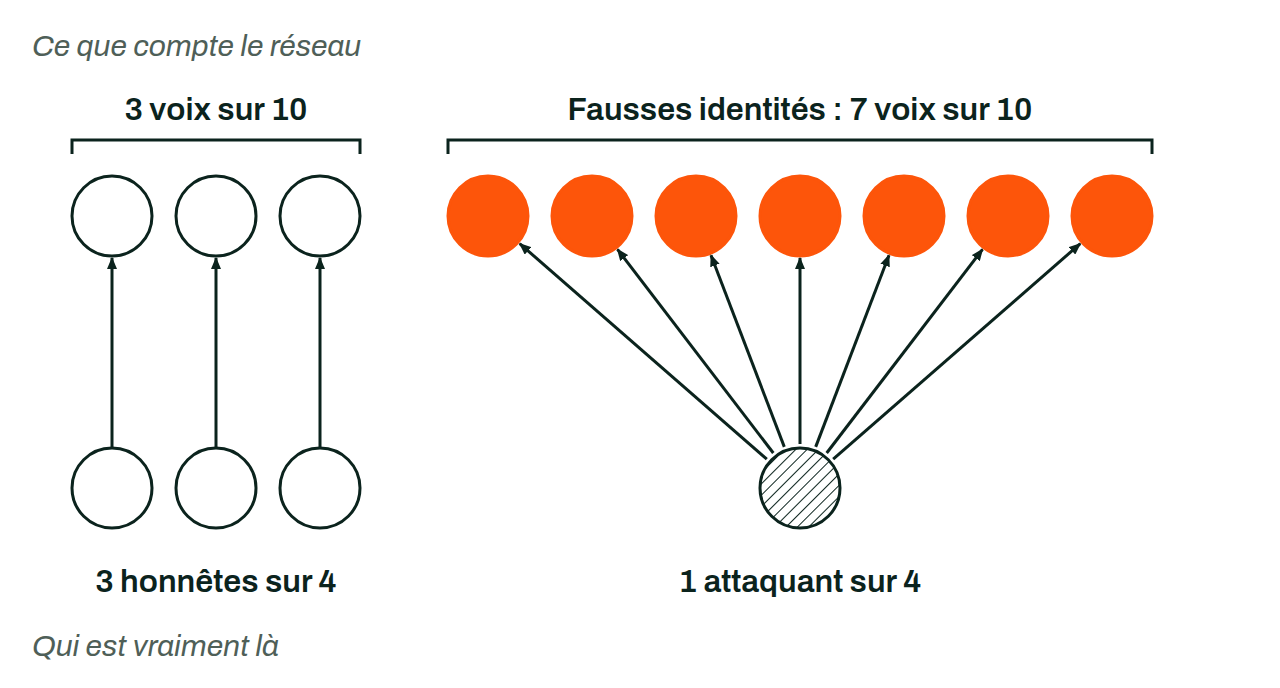 Ce que compte le réseau
3 voix sur 10
Fausses identités : 7 voix sur 10
3 honnêtes sur 4
1 attaquant sur 4
Qui est vraiment là